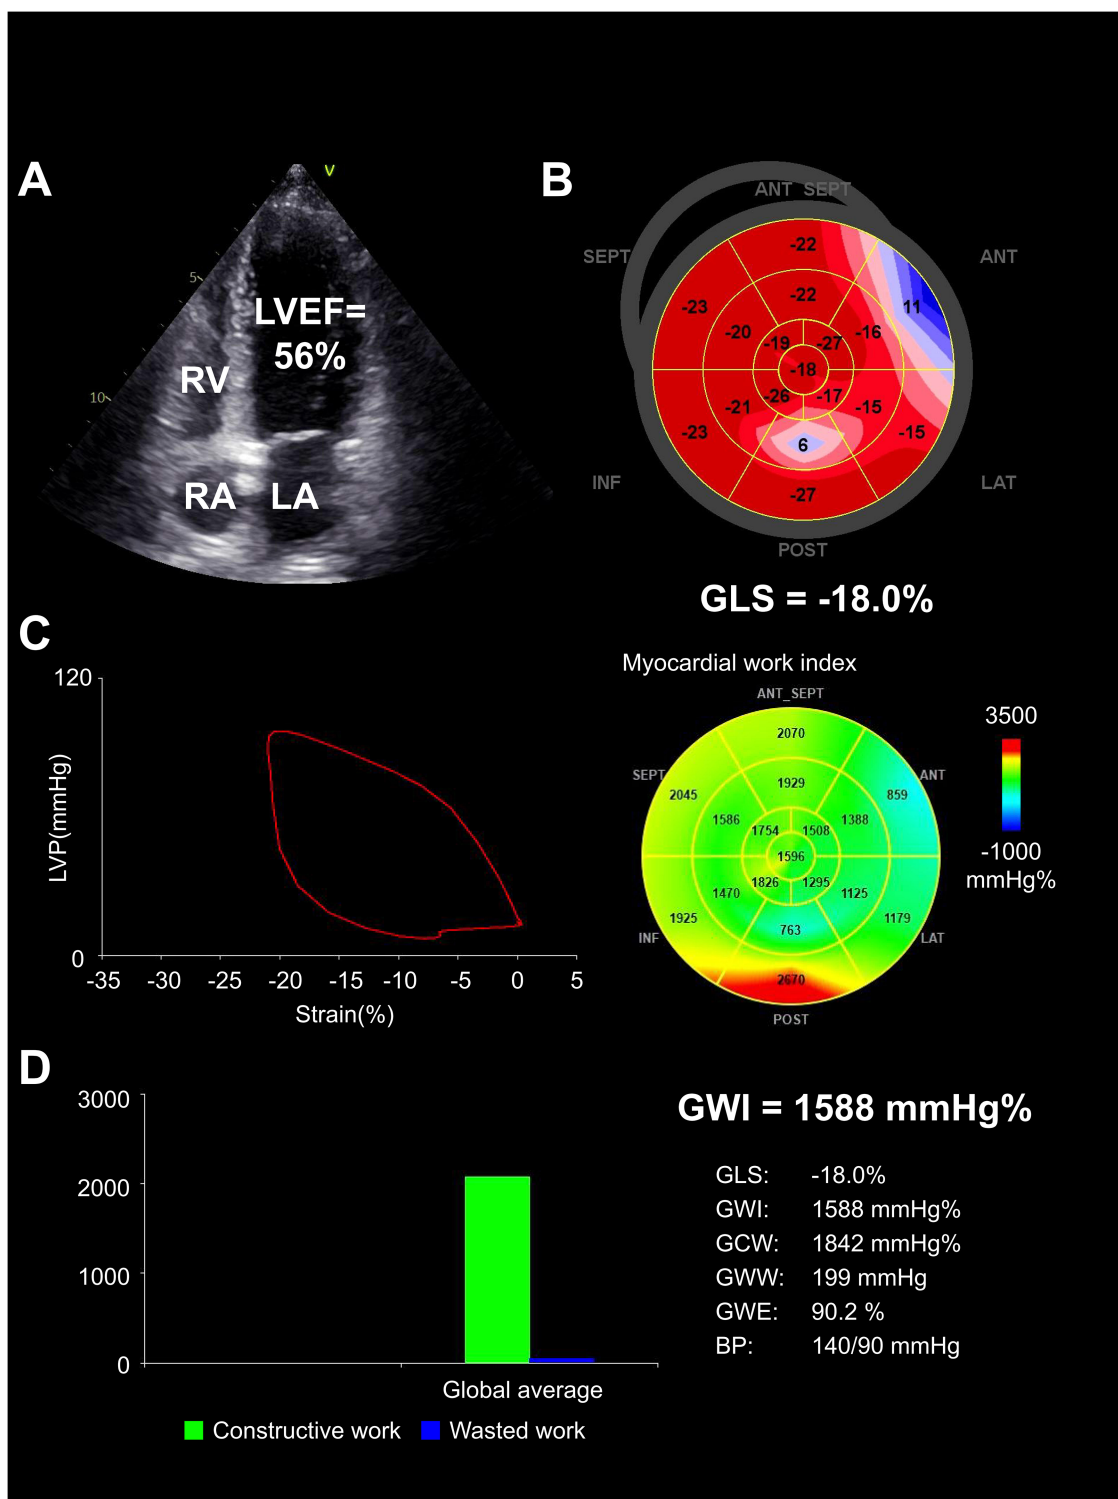 A
V
5
10
LVEF=
56%
RV
RA
LA
B
ANT_SEPT
SEPT
ANT
-22
-23
11
-22
-20
-16
-19
-27
-18
-26
-17
-21
-15
-23
-15
6
-27
INF
LAT
POST
GLS = -18.0%
C
120
LVP(mmHg)
0
-35 -30 -25 -20 -15 -10 -5 0 5
Strain(%)
Myocardial work index
ANT_SEPT
SEPT
ANT
2070
2045
859
1929
1586
1388
1754
1508
1596
1826
1295
1470
1125
1925
1179
763
2670
INF
LAT
POST
3500
-1000
mmHg%
D
3000
2000
1000
0
Global average
Constructive work
Wasted work
GWI = 1588 mmHg%
GLS: -18.0%
GWI: 1588 mmHg%
GCW: 1842 mmHg%
GWW: 199 mmHg
GWE: 90.2 %
BP: 140/90 mmHg